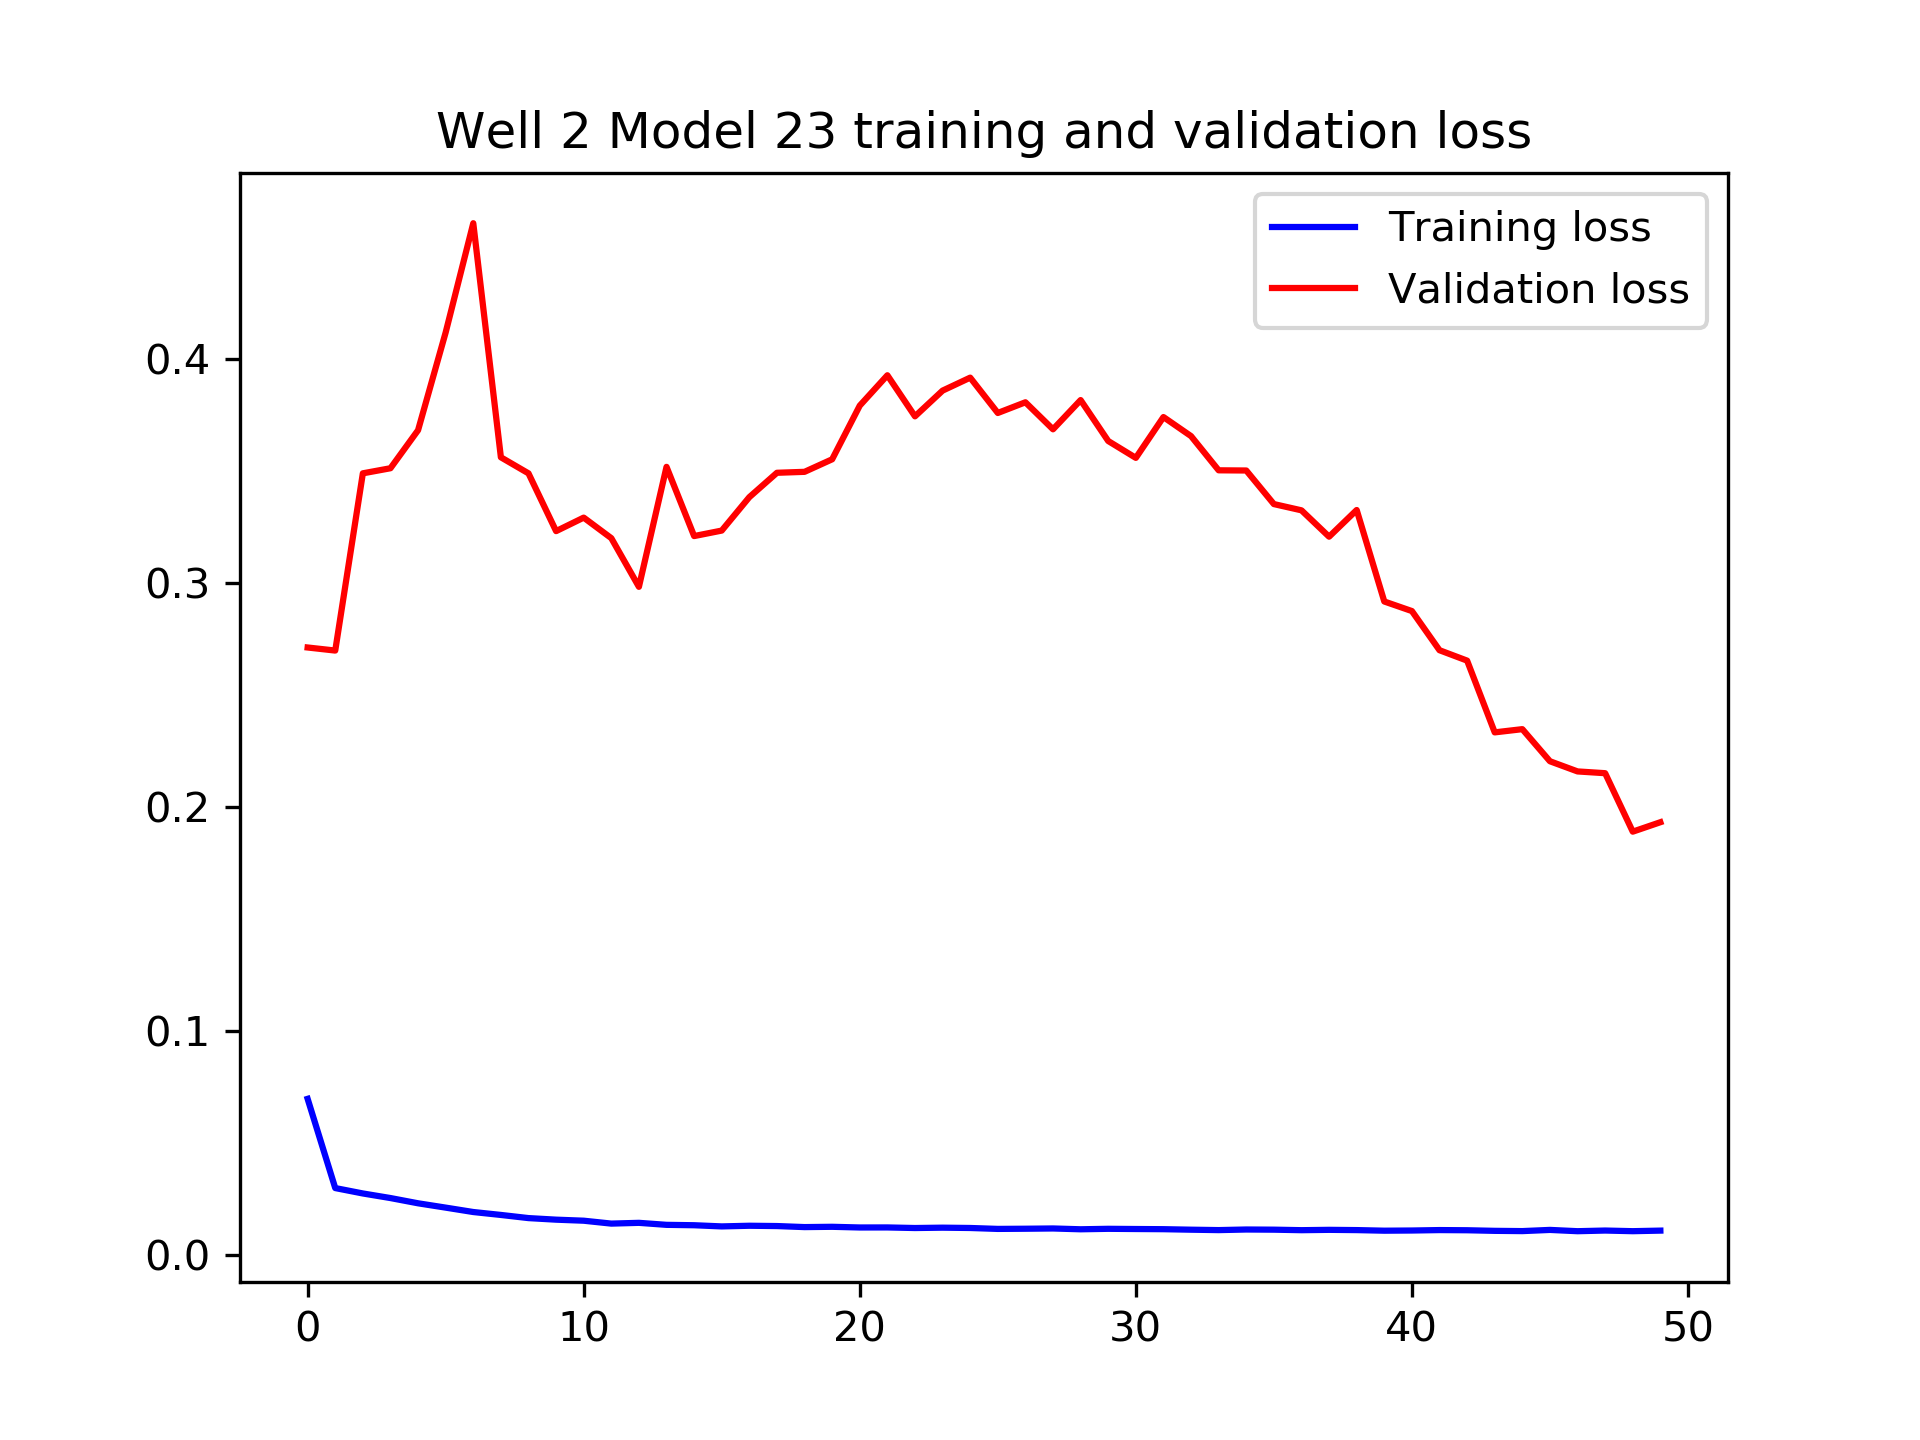 Well 2 Model 23 training and validation loss
Training loss
Validation loss
0.4
0.3
0.2
0.1
0.0
0 10 20 30 40 50